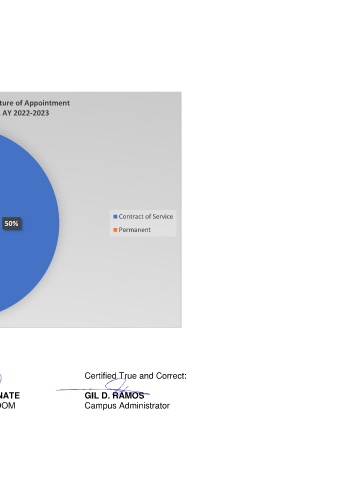 ture of Appointment
AY 2022-2023
50%
Contract of Service
Permanent
Certified True and Correct:
NATE
GIL D. RAMOS
OOM
Campus Administrator